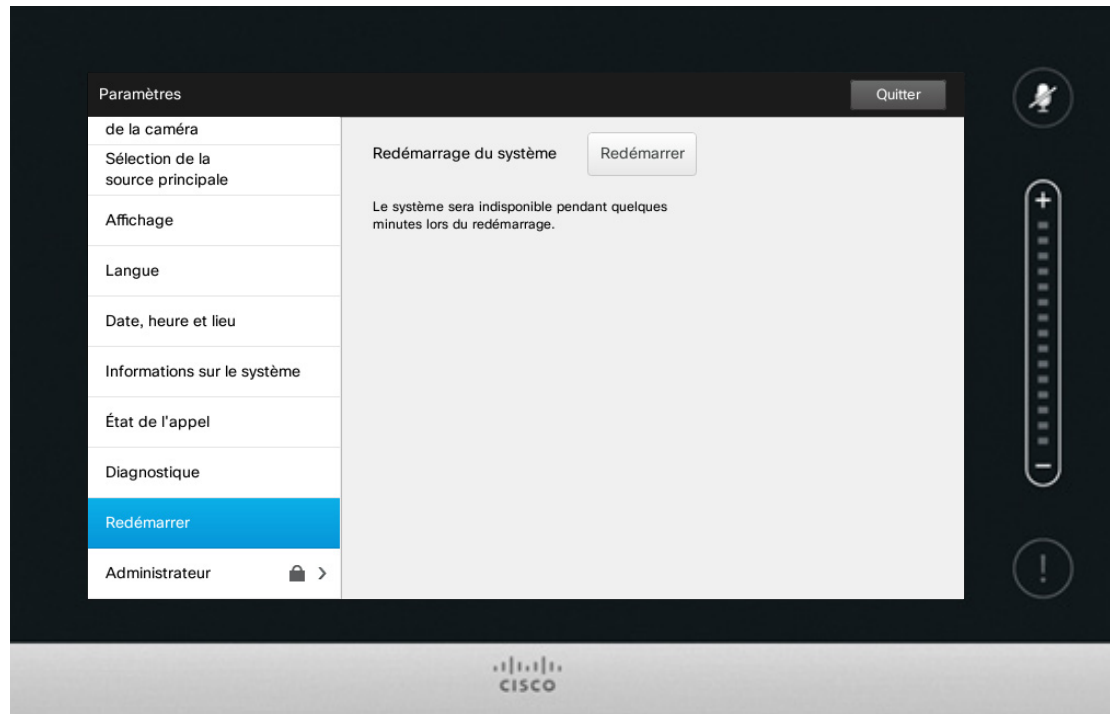 Paramètres
Quitter
de la caméra
Sélection de la
source principale
Affichage
Langue
Date, heure et lieu
Informations sur le système
État de l'appel
Diagnostique
Redémarrer
Administrateur
Redémarrage du système
Redémarrer
Le système sera indisponible pendant quelques
minutes lors du redémarrage.
+
−
!
CISCO